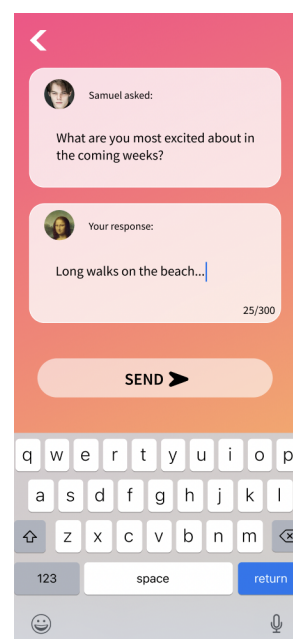 Samuel asked:
What are you most excited about in
the coming weeks?
Your response:
Long walks on the beach...
25/300
SEND
q w e r t y u i o p
a s d f g h j k l
z x c v b n m
123 space return